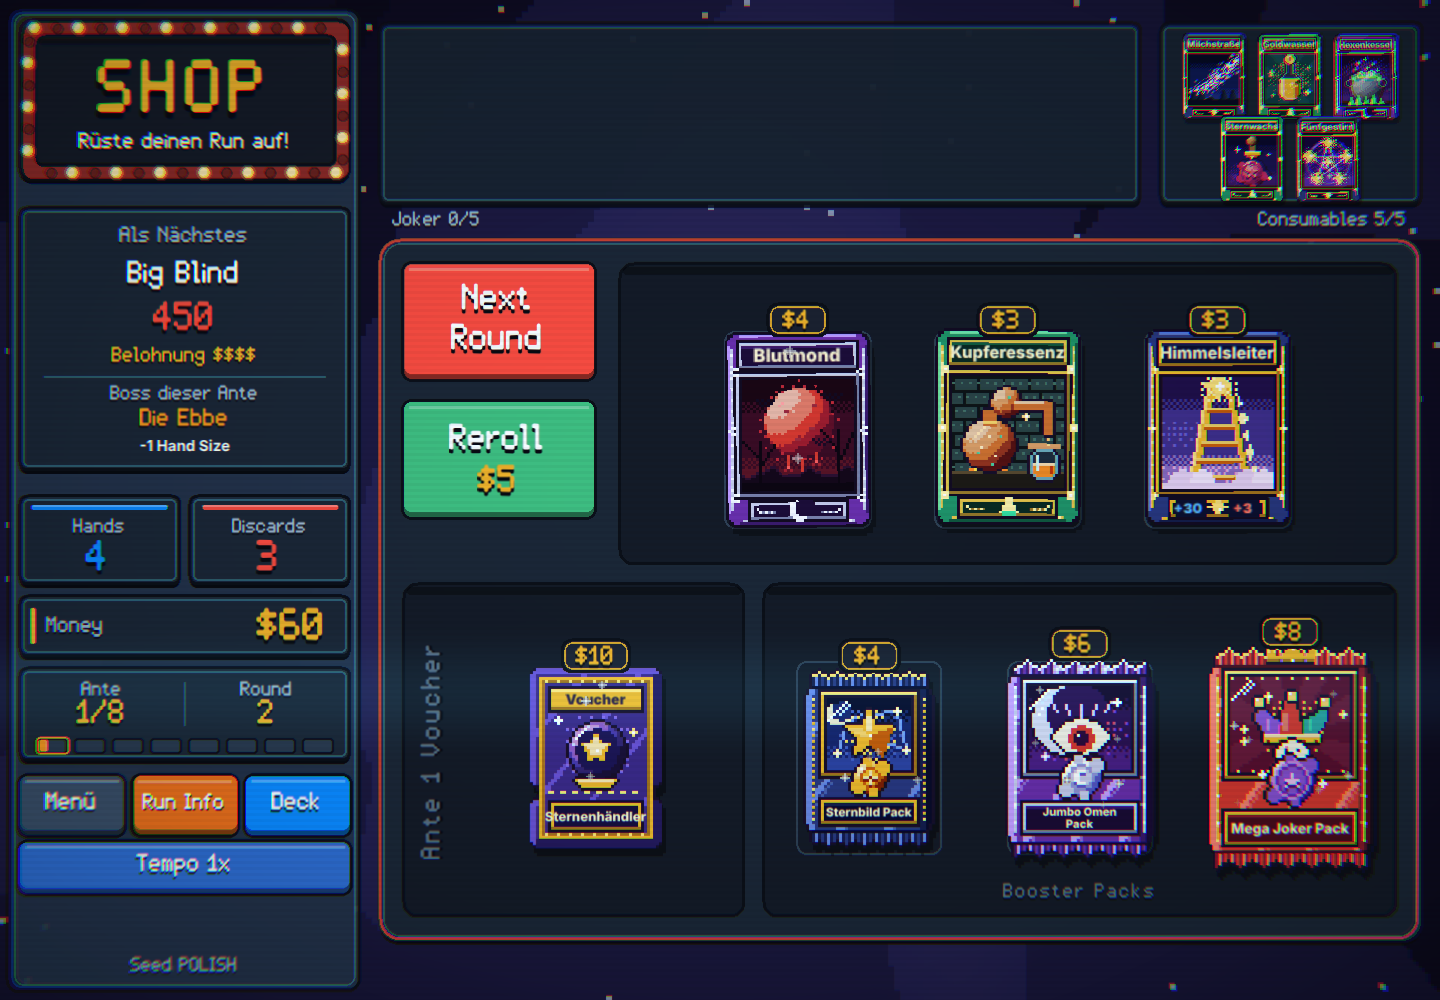 SHOP
Rüste deinen Run auf!
Als Nächstes
Big Blind
450
Belohnung $$$$
Boss dieser Ante
Die Ebbe
-1 Hand Size
Hands
4
Discards
3
Money
$60
Ante
1/8
Round
2
Menü
Run Info
Deck
Tempo 1x
Seed POLISH
Joker 0/5
Milchstraße
Goldwasser
Hexenkessel
Sternwachs
Fünfgestirn
Consumables 5/5
Next
Round
Reroll
$5
$4
Blutmond
$3
Kupferessenz
$3
Himmelsleiter
[+30
+3 ]
Ante 1 Voucher
$10
Voucher
Sternenhändler
$4
Sternbild Pack
$6
Jumbo Omen
Pack
$8
Mega Joker Pack
Booster Packs